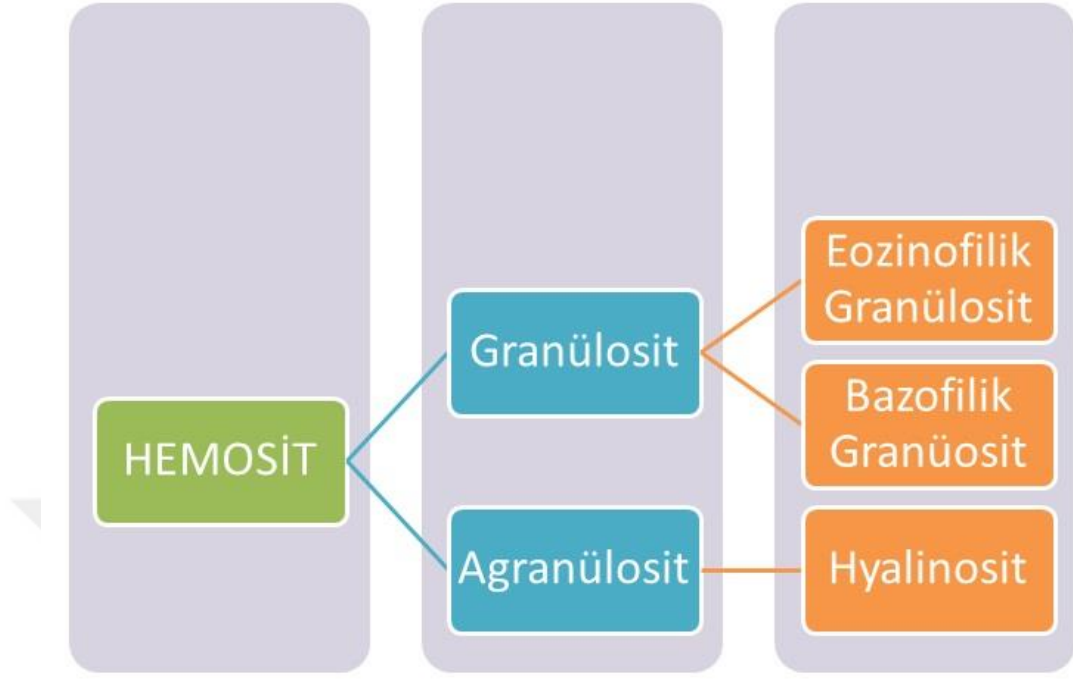 HEMOSİT
Granülosit
Agranülosit
Eozinofilik
Granülosit
Bazofilik
Granüosit
Hyalinosit